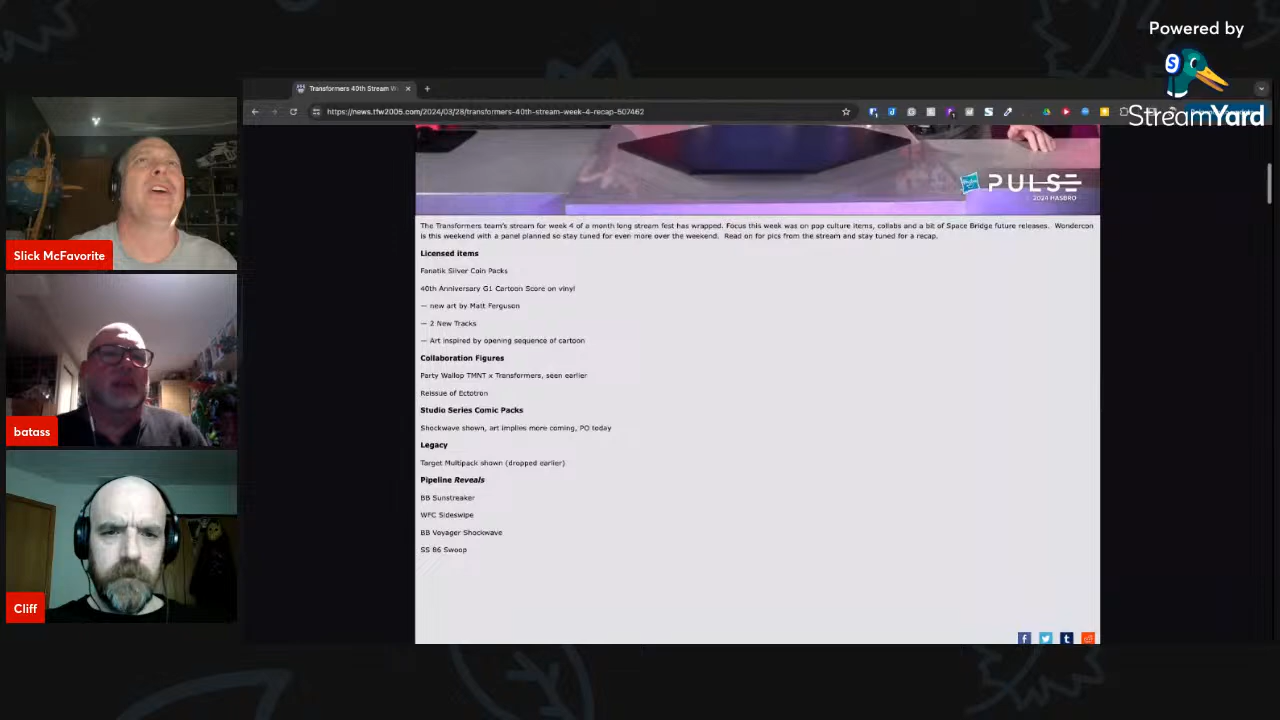 Powered by
StreamYard
Transformers 40th Stream W
https://news.tfw2005.com/2024/03/28/transformers-40th-stream-week-4-recap-507462
PULSE
2024 HASBRO
The Transformers team's stream for week 4 of a month long stream fest has wrapped. Focus this week was on pop culture items, collabs and a bit of Space Bridge future releases. Wondercon
is this weekend with a panel planned so stay tuned for even more over the weekend. Read on for pics from the stream and stay tuned for a recap.
Licensed items
Fanatik Silver Coin Packs
40th Anniversary G1 Cartoon Score on vinyl
— new art by Matt Ferguson
— 2 New Tracks
— Art inspired by opening sequence of cartoon
Collaboration Figures
Party Wallop TMNT x Transformers, seen earlier
Reissue of Ectotron
Studio Series Comic Packs
Shockwave shown, art implies more coming, PO today
Legacy
Target Multipack shown (dropped earlier)
Pipeline Reveals
BB Sunstreaker
WFC Sideswipe
BB Voyager Shockwave
SS 86 Swoop
Slick McFavorite
batass
Cliff